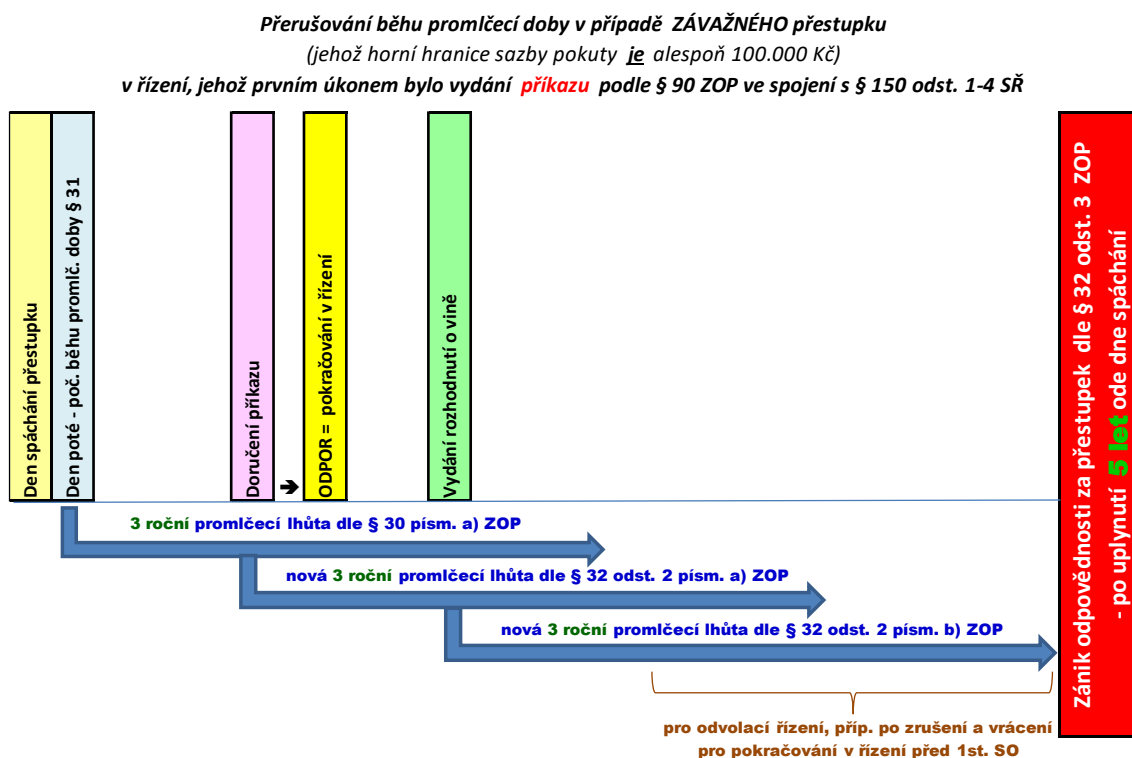 Přerušování běhu promlčecí doby v případě ZÁVAŽNÉHO přestupku
(jehož horní hranice sazby pokuty je alespoň 100.000 Kč)
v řízení, jehož prvním úkonem bylo vydání příkazu podle § 90 ZOP ve spojení s § 150 odst. 1-4 SŘ
Den spáchání přestupku
Den poté - poč. běhu promlč. doby § 31
Doručení příkazu
➔
ODPOR = pokračování v řízení
Vydání rozhodnutí o vině
Zánik odpovědnosti za přestupek dle § 32 odst. 3 ZOP
- po uplynutí 5 let ode dne spáchání
3 roční promlčecí lhůta dle § 30 písm. a) ZOP
nová 3 roční promlčecí lhůta dle § 32 odst. 2 písm. a) ZOP
nová 3 roční promlčecí lhůta dle § 32 odst. 2 písm. b) ZOP
pro odvolací řízení, příp. po zrušení a vrácení
pro pokračování v řízení před 1st. SO